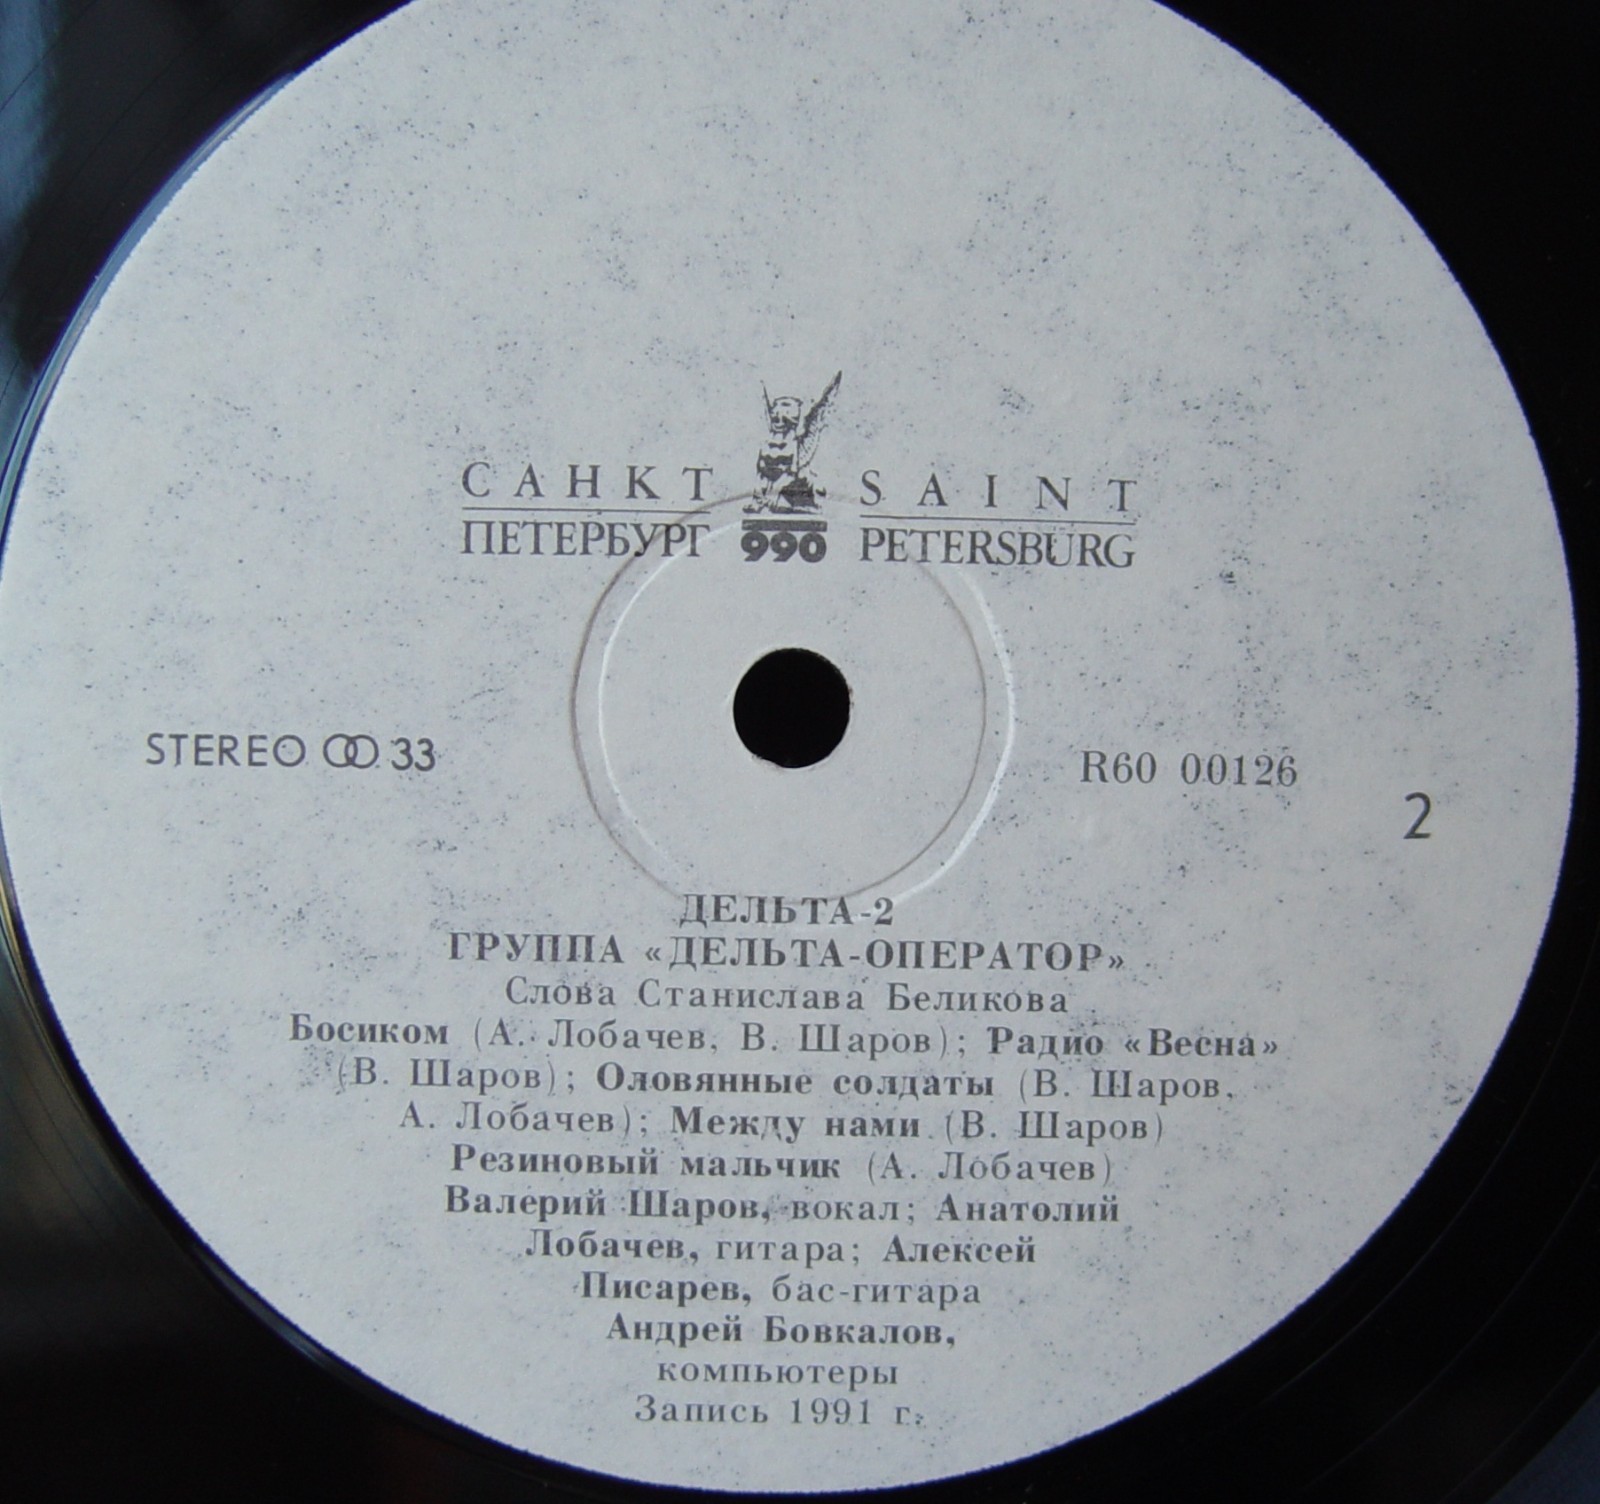 САНКТ
ПЕТЕРБУРГ
990
SAINT
PETERSBURG
STEREO 33
R60 00126
2
ДЕЛЬТА-2
ГРУППА «ДЕЛЬТА-ОПЕРАТОР»
Слова Станислава Беликова
Босиком (А. Лобачев, В. Шаров); Радио «Весна»
(В. Шаров); Оловянные солдаты (В. Шаров,
А. Лобачев); Между нами (В. Шаров)
Резиновый мальчик (А. Лобачев)
Валерий Шаров, вокал; Анатолий
Лобачев, гитара; Алексей
Писарев, бас-гитара
Андрей Бовкалов,
компьютеры
Запись 1991 г.